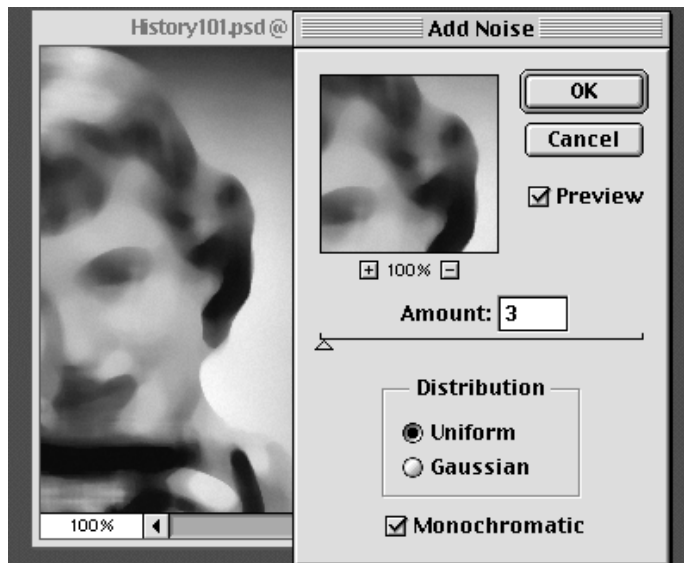 History101.psd @
Add Noise
OK
Cancel
Preview
100%
Amount: 3
Distribution
Uniform
Gaussian
Monochromatic
100%